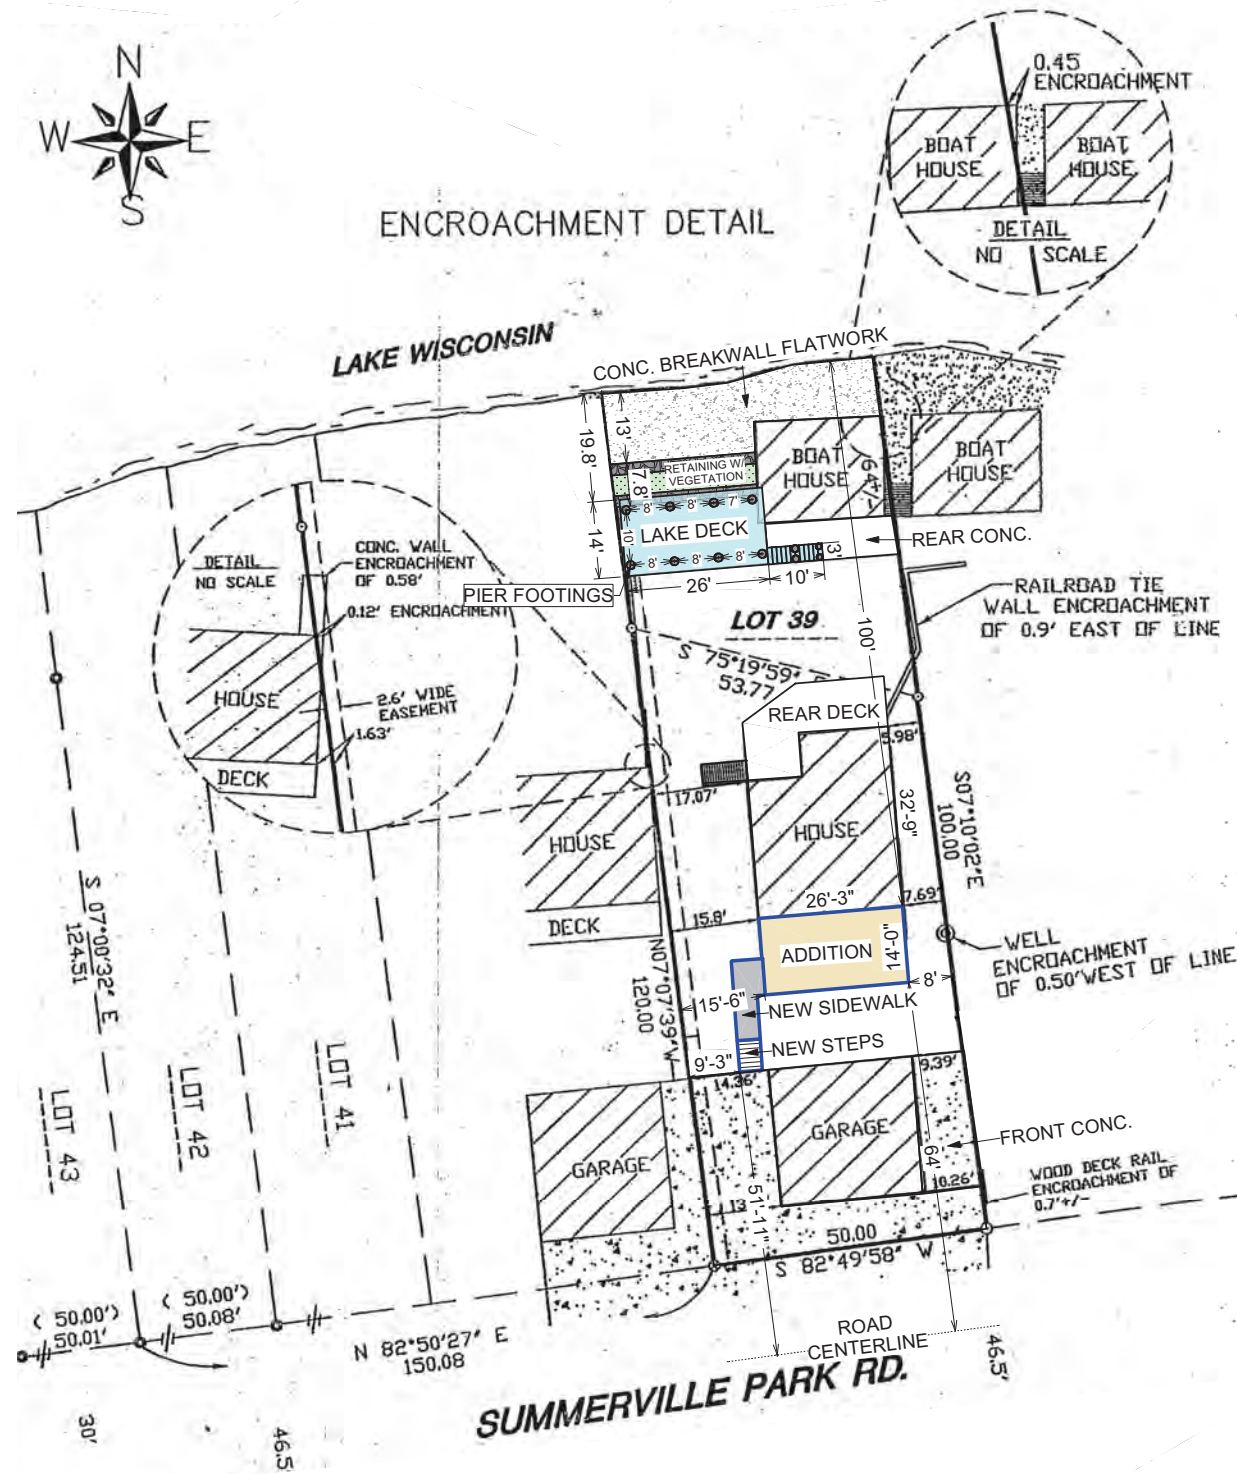 N
W E
S
ENCROACHMENT DETAIL
0.45
ENCROACHMENT
BOAT
HOUSE
BOAT
HOUSE
DETAIL
NO SCALE
LAKE WISCONSIN
CONC. BREAKWALL FLATWORK
13'
19.8'
7.8'
RETAINING W/
VEGETATION
BOAT
HOUSE
64+/-
BOAT
HOUSE
8' 8' 7'
LAKE DECK
10'
14'
8' 8' 8'
3'
REAR CONC.
26'
10'
PIER FOOTINGS
DETAIL
NO SCALE
CONC. WALL
ENCROACHMENT
OF 0.58'
0.12' ENCROACHMENT
HOUSE
2.6' WIDE
EASEMENT
1.63'
DECK
RAILROAD TIE
WALL ENCROACHMENT
OF 0.9' EAST OF LINE
LOT 39
100'
S 75°19'59" E
53.77
REAR DECK
5.98'
17.07'
HOUSE
HOUSE
32'-9"
S07°10'02"E
100.00
26'-3"
7.69'
15.8'
DECK
ADDITION
14'-0"
8'
WELL
ENCROACHMENT
OF 0.50'WEST OF LINE
S 07°00'32" E
124.51
N07°07'39"W
120.00
15'-6"
NEW SIDEWALK
NEW STEPS
9'-3"
14.36'
9.39'
LOT 43
LOT 42
LOT 41
GARAGE
GARAGE
64'
FRONT CONC.
WOOD DECK RAIL
ENCROACHMENT OF
0.7'+/-
10.26'
13
51'-11"
50.00
S 82°49'58" W
( 50.00')
50.01'
( 50.00')
50.08'
N 82°50'27" E
150.08
ROAD
CENTERLINE
46.5'
SUMMERVILLE PARK RD.
30'
46.5